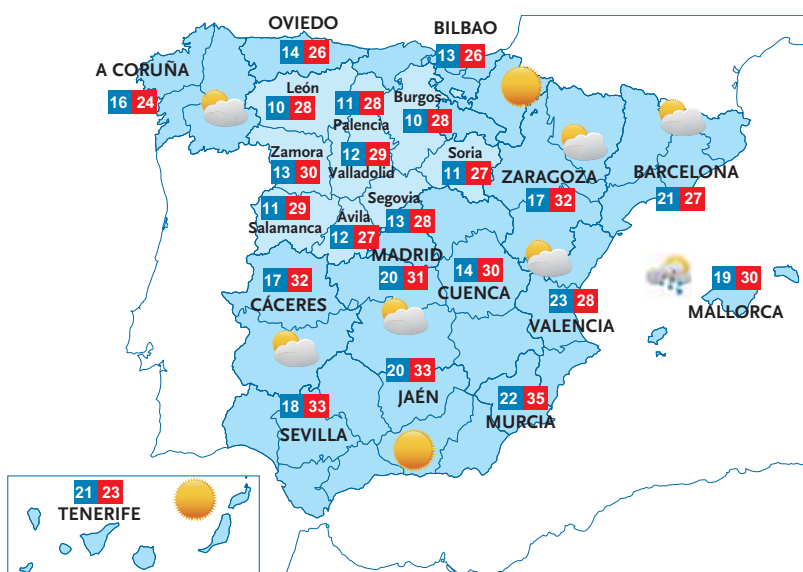 OVIEDO
14 26
BILBAO
13 26
A CORUÑA
16 24
León
10 28
11 28
Palencia
Burgos
10 28
Zamora
13 30
12 29
Valladolid
Soria
11 27
ZARAGOZA
17 32
BARCELONA
21 27
11 29
Salamanca
Ávila
12 27
Segovia
13 28
MADRID
20 31
14 30
CUENCA
17 32
CÁCERES
23 28
VALENCIA
19 30
MALLORCA
20 33
JAÉN
18 33
SEVILLA
22 35
MURCIA
21 23
TENERIFE